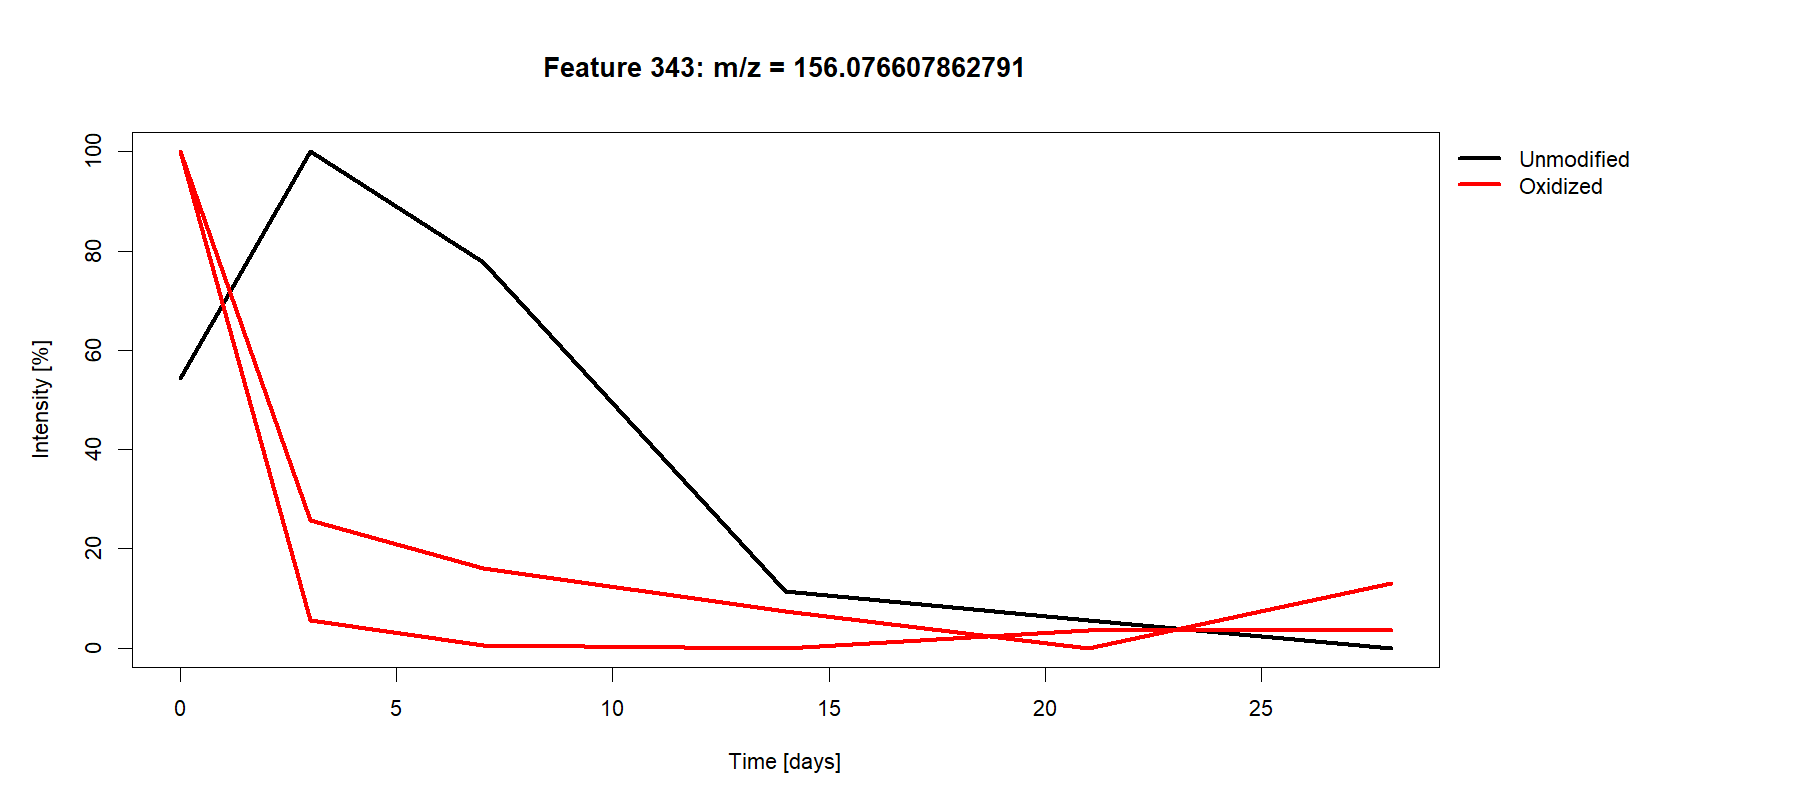 Feature 343: m/z = 156.076607862791
Unmodified
Oxidized
Intensity [%]
100
80
60
40
20
0
0 5 10 15 20 25
Time [days]